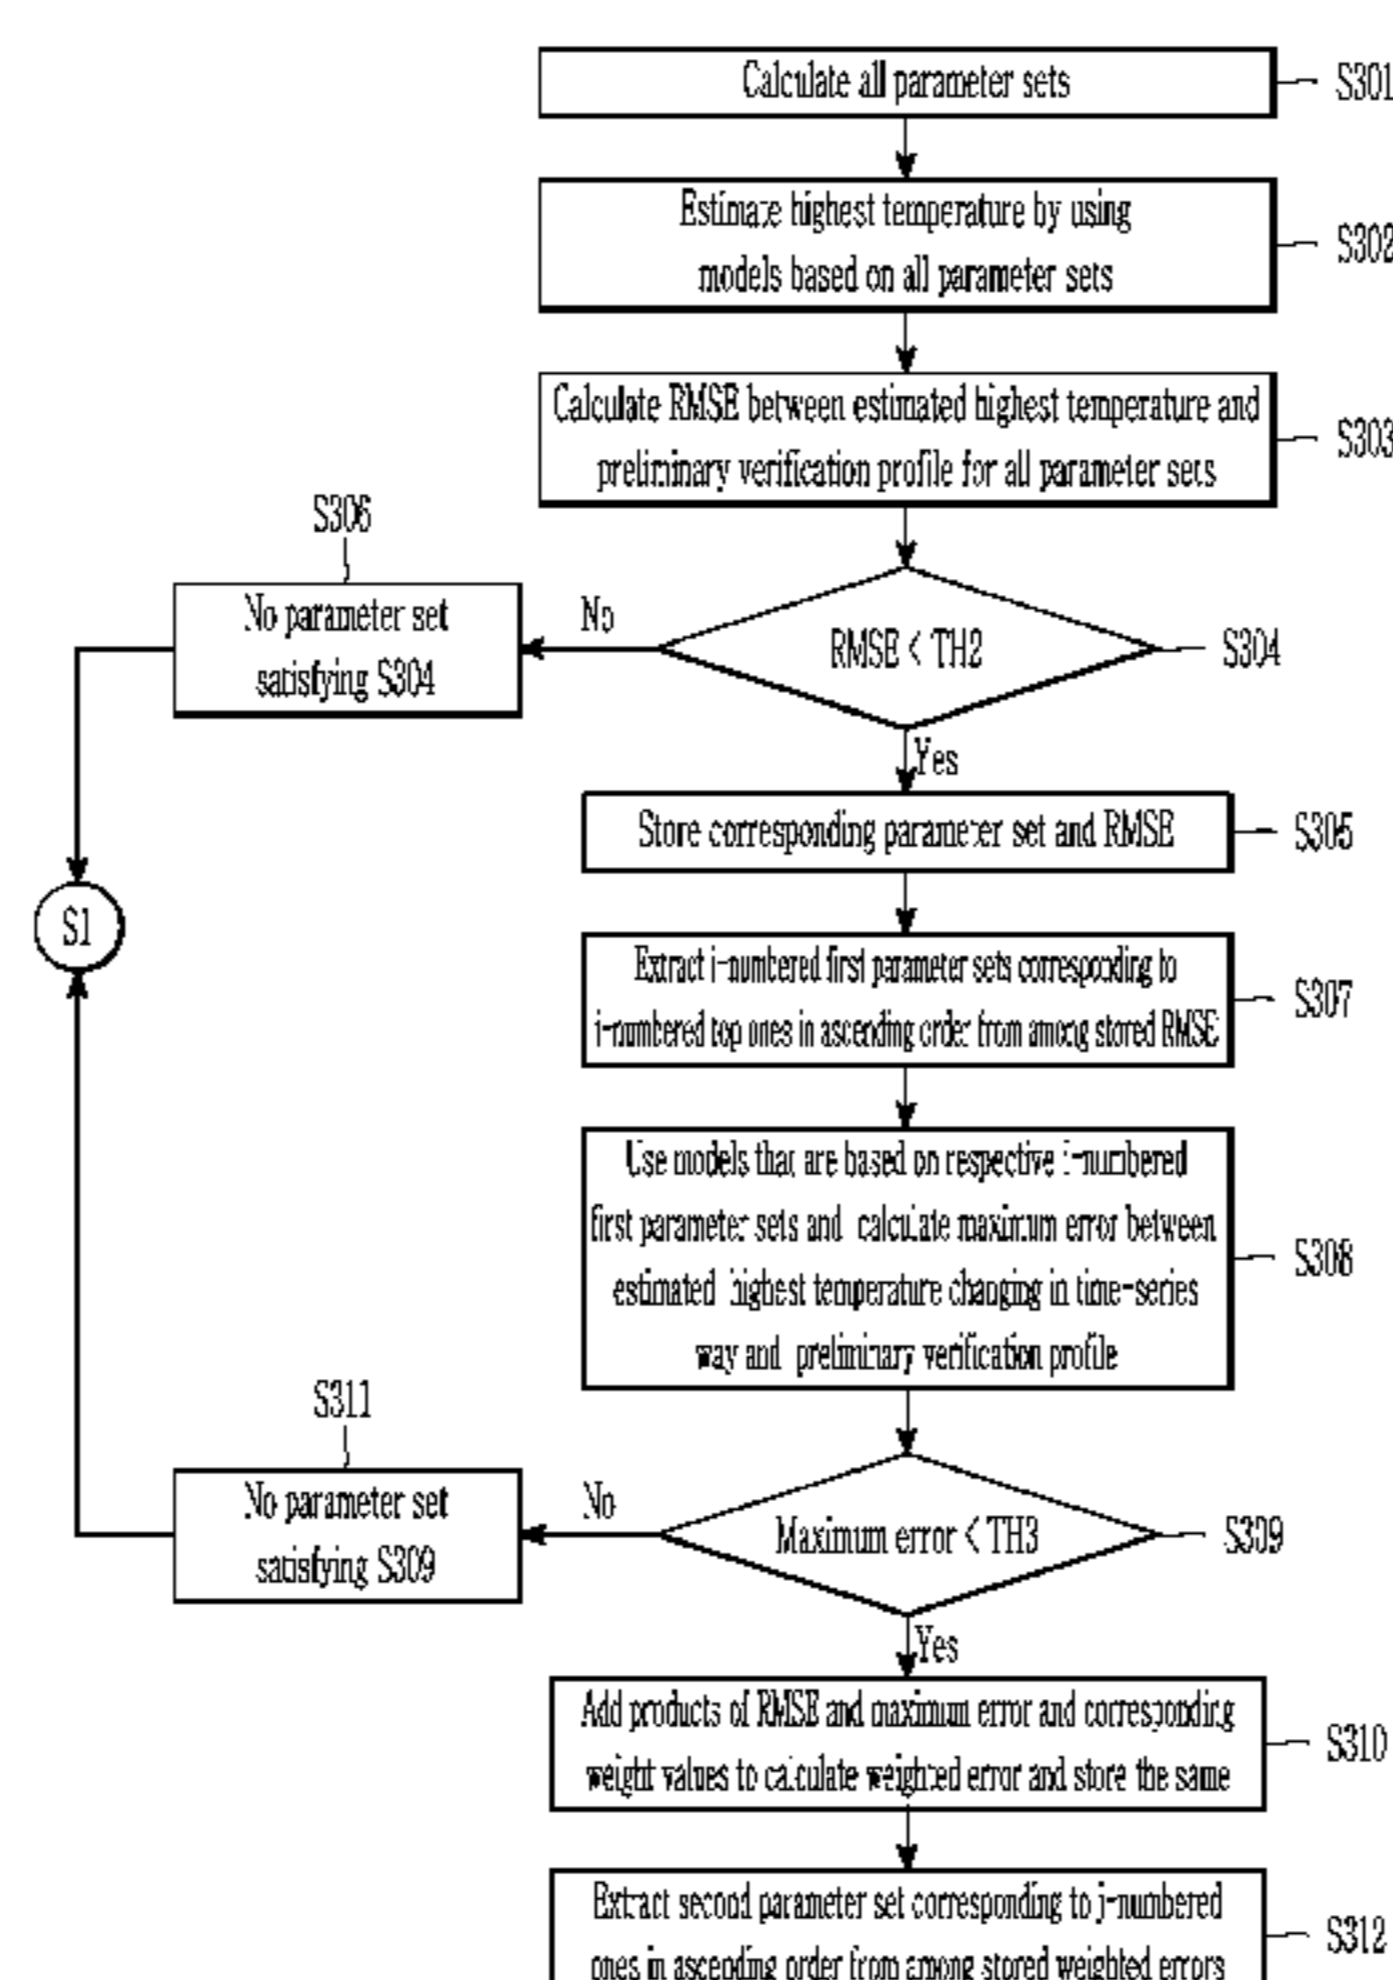 Calculate all parameter sets
S301
Estimate highest temperature by using
models based on all parameter sets
S302
Calculate RMSE between estimated highest temperature and
preliminary verification profile for all parameter sets
S303
S306
No parameter set
satisfying S304
No
RMSE < TH2
S304
Yes
Store corresponding parameter set and RMSE
S305
S1
Extract i-numbered first parameter sets corresponding to
i-numbered top ones in ascending order from among stored RMSE
S307
Use models that are based on respective i-numbered
first parameter sets and calculate maximum error between
estimated highest temperature changing in time-series
way and preliminary verification profile
S308
S311
No parameter set
satisfying S309
No
Maximum error < TH3
S309
Yes
Add products of RMSE and maximum error and corresponding
weight values to calculate weighted error and store the same
S310
Extract second parameter set corresponding to j-numbered
ones in ascending order from among stored weighted errors
S312